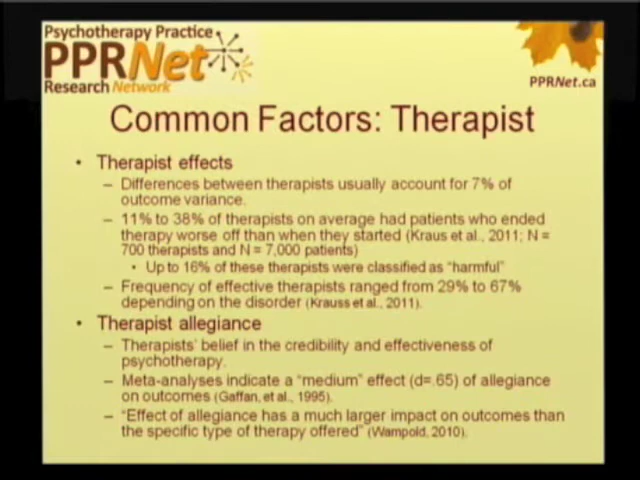 Psychotherapy Practice
PPRNet
Research Network
PPRNet.ca
Common Factors: Therapist
• Therapist effects
– Differences between therapists usually account for 7% of
outcome variance.
– 11% to 38% of therapists on average had patients who ended
therapy worse off than when they started (Kraus et al., 2011; N =
700 therapists and N = 7,000 patients)
• Up to 16% of these therapists were classified as "harmful"
– Frequency of effective therapists ranged from 29% to 67%
depending on the disorder (Krauss et al., 2011).
• Therapist allegiance
– Therapists' belief in the credibility and effectiveness of
psychotherapy.
– Meta-analyses indicate a "medium" effect (d=.65) of allegiance
on outcomes (Gaffan, et al., 1995).
– "Effect of allegiance has a much larger impact on outcomes than
the specific type of therapy offered" (Wampold, 2010).